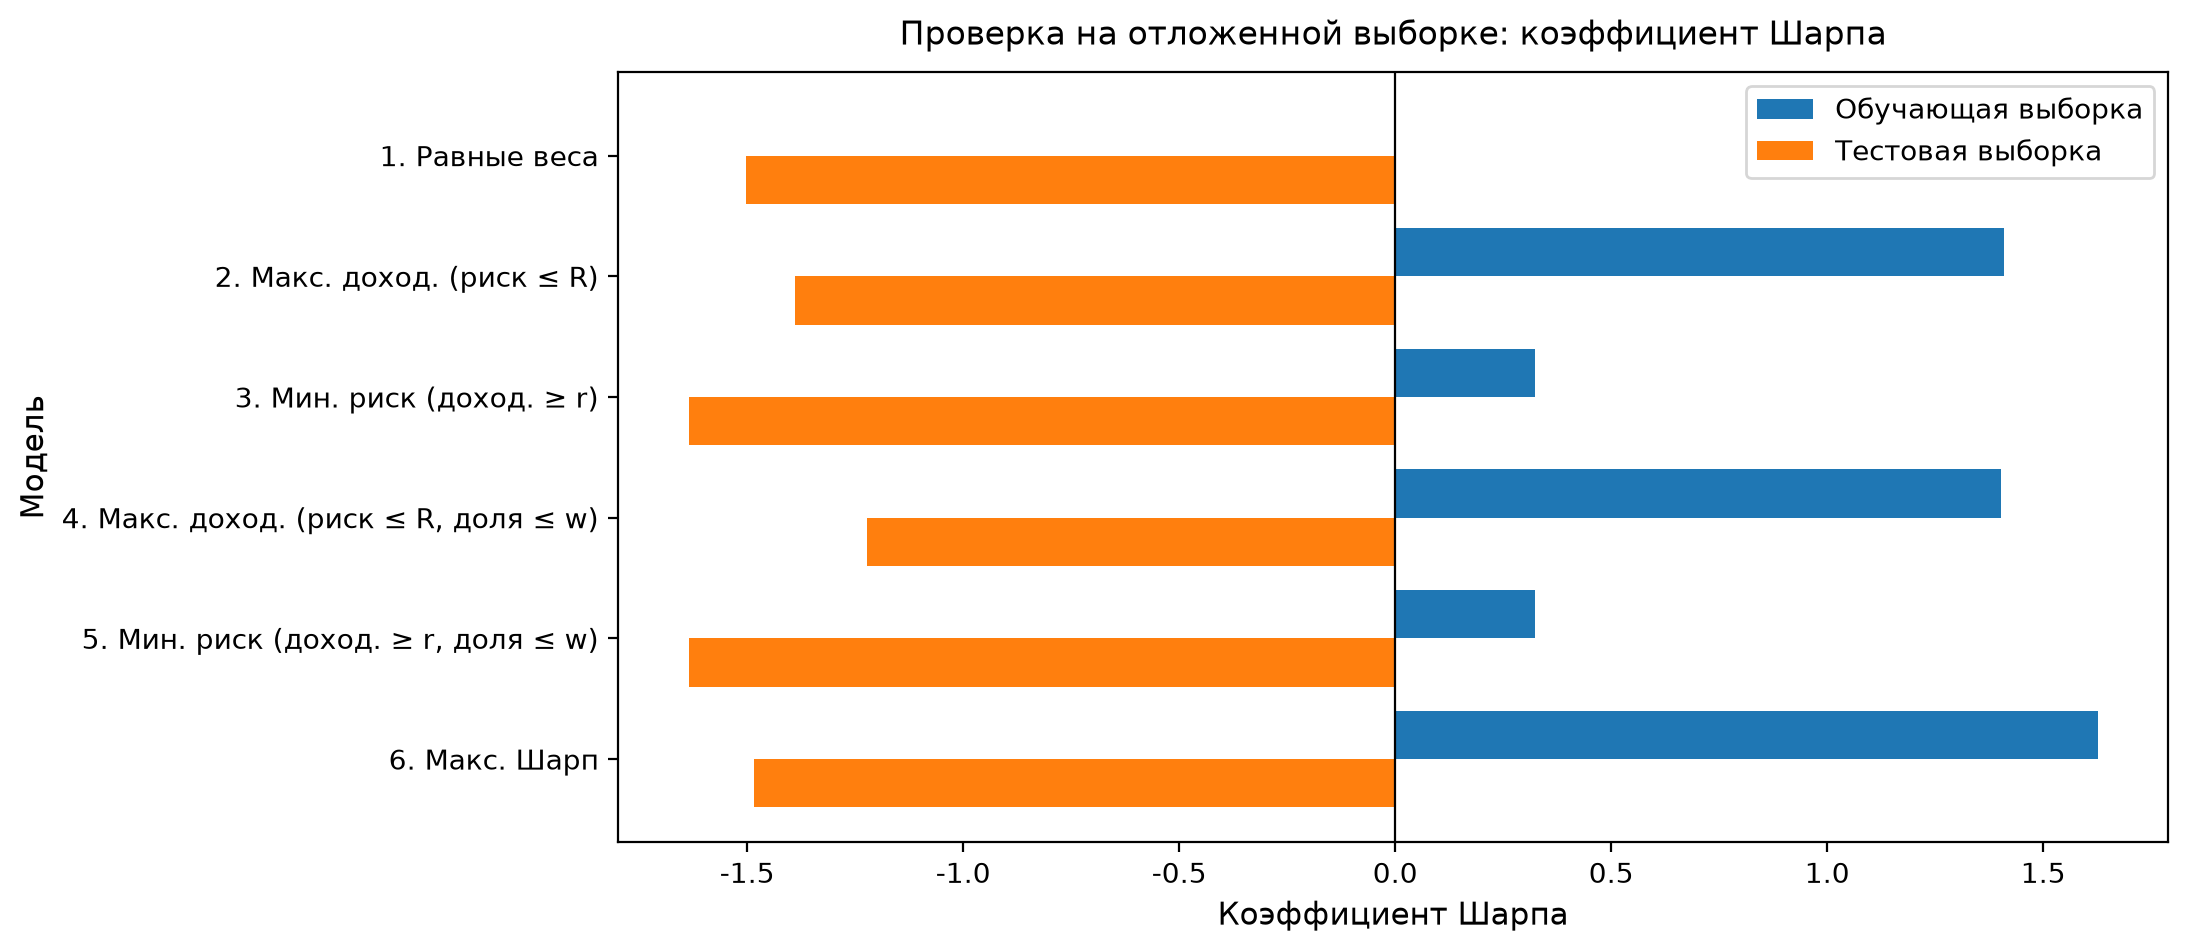 Проверка на отложенной выборке: коэффициент Шарпа
Обучающая выборка
Тестовая выборка
Модель
1. Равные веса
2. Макс. доход. (риск ≤ R)
3. Мин. риск (доход. ≥ r)
4. Макс. доход. (риск ≤ R, доля ≤ w)
5. Мин. риск (доход. ≥ r, доля ≤ w)
6. Макс. Шарп
-1.5 -1.0 -0.5 0.0 0.5 1.0 1.5
Коэффициент Шарпа